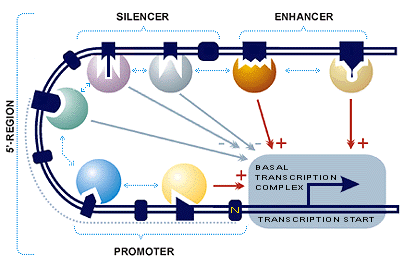 SILENCER
ENHANCER
5'-REGION
- -
+
+
+
BASAL
TRANSCRIPTION
COMPLEX
N
TRANSCRIPTION START
PROMOTER